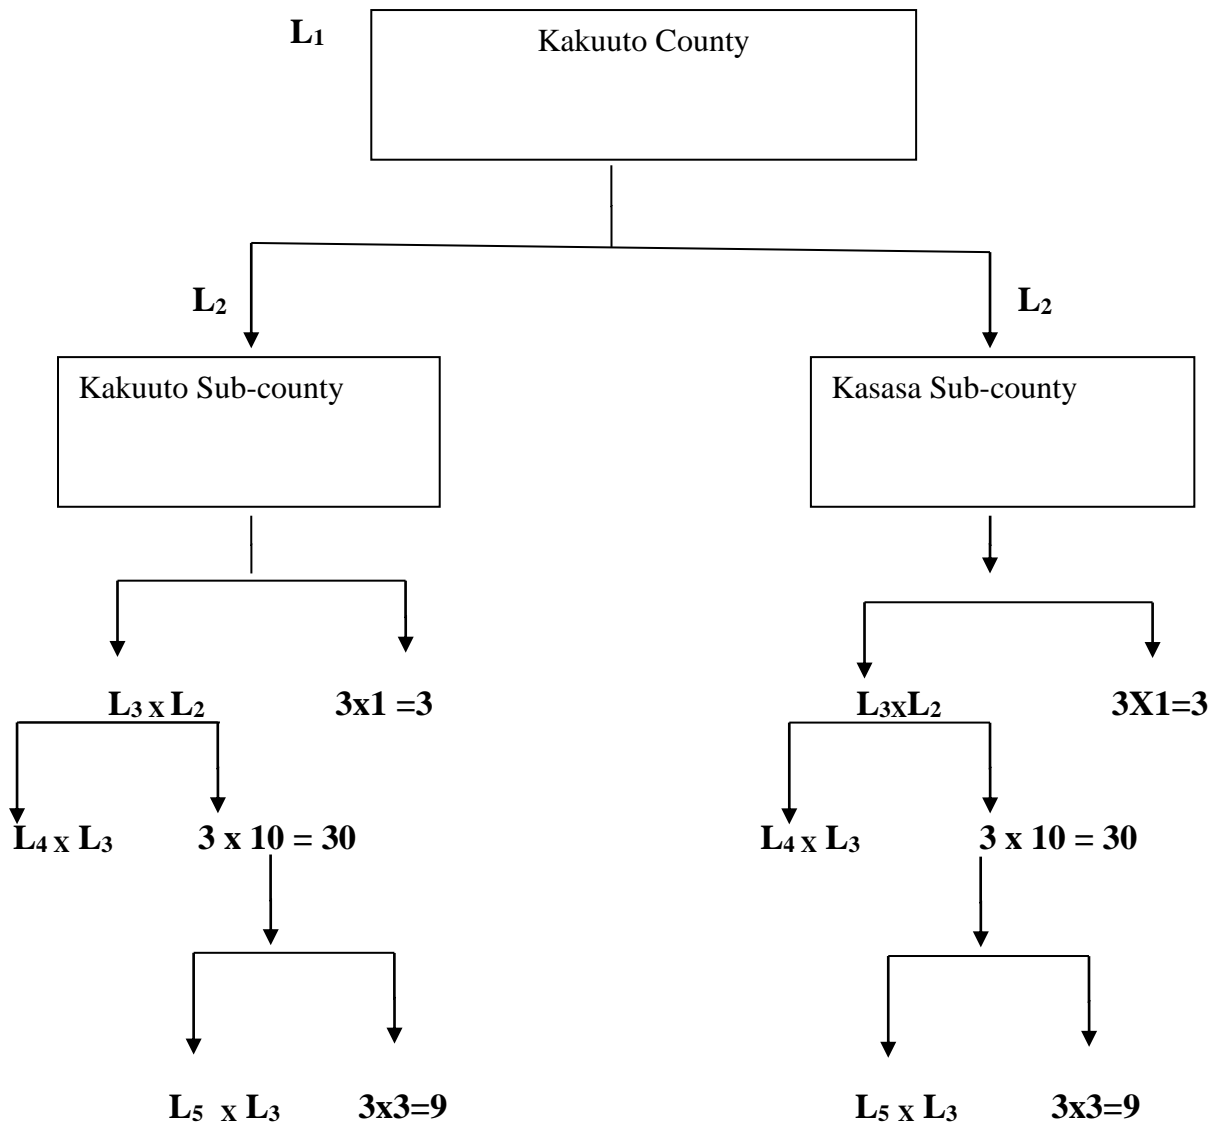 L₁ Kakuuto County
L₂ L₂
Kakuuto Sub-county Kasasa Sub-county
L₃ X L₂ 3x1 =3 L₃XL₂ 3X1=3
L₄ X L₃ 3 x 10 = 30 L₄ X L₃ 3 x 10 = 30
L₅ X L₃ 3x3=9 L₅ X L₃ 3x3=9